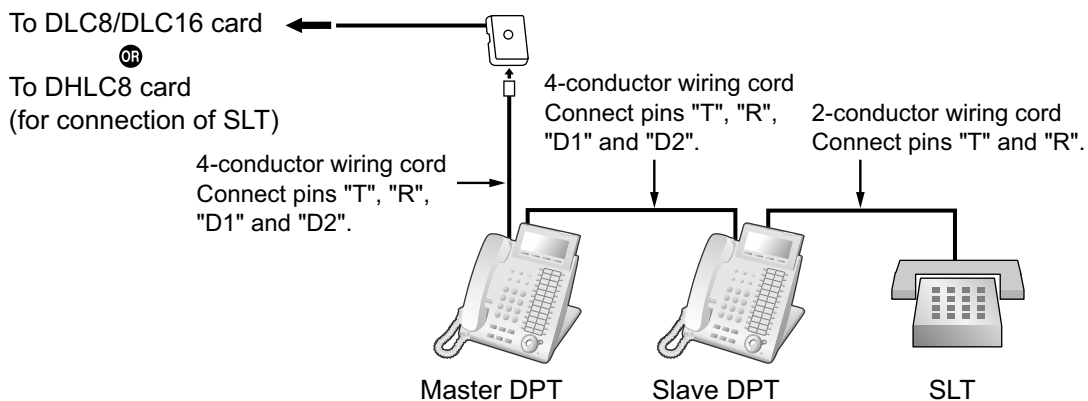 To DLC8/DLC16 card
OR
To DHLC8 card
(for connection of SLT)
4-conductor wiring cord
Connect pins "T", "R",
"D1" and "D2".
4-conductor wiring cord
Connect pins "T", "R",
"D1" and "D2".
2-conductor wiring cord
Connect pins "T" and "R".
Master DPT
Slave DPT
SLT